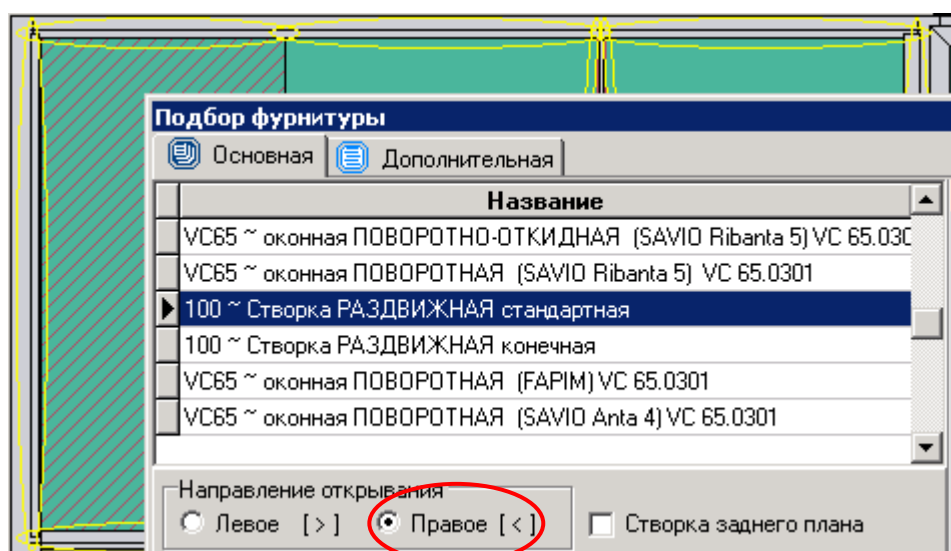 Подбор фурнитуры
Основная Дополнительная
Название
VC65 ~ оконная ПОВОРОТНО-ОТКИДНАЯ (SAVIO Ribanta 5) VC 65.030
VC65 ~ оконная ПОВОРОТНАЯ (SAVIO Ribanta 5) VC 65.0301
100 ~ Створка РАЗДВИЖНАЯ стандартная
100 ~ Створка РАЗДВИЖНАЯ конечная
VC65 ~ оконная ПОВОРОТНАЯ (FAPIM) VC 65.0301
VC65 ~ оконная ПОВОРОТНАЯ (SAVIO Anta 4) VC 65.0301
Направление открывания
Левое [ > ] Правое [ < ] Створка заднего плана